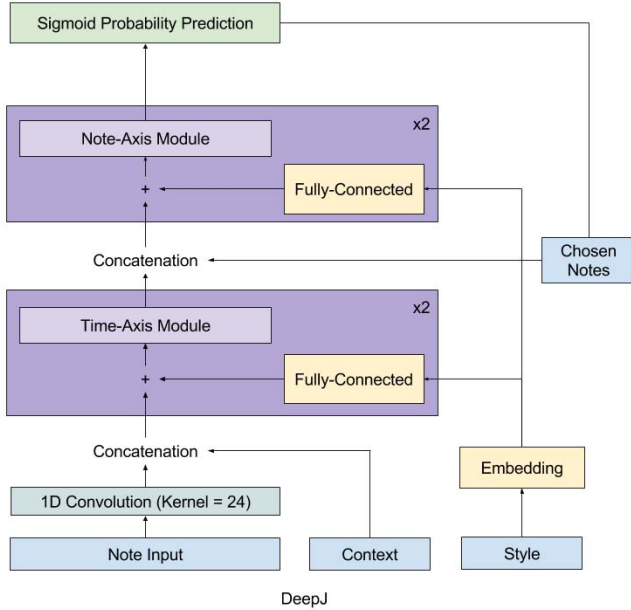 Sigmoid Probability Prediction
x2
Note-Axis Module
+
Fully-Connected
Concatenation
Chosen
Notes
x2
Time-Axis Module
+
Fully-Connected
Concatenation
Embedding
1D Convolution (Kernel = 24)
Note Input
Context
Style
DeepJ